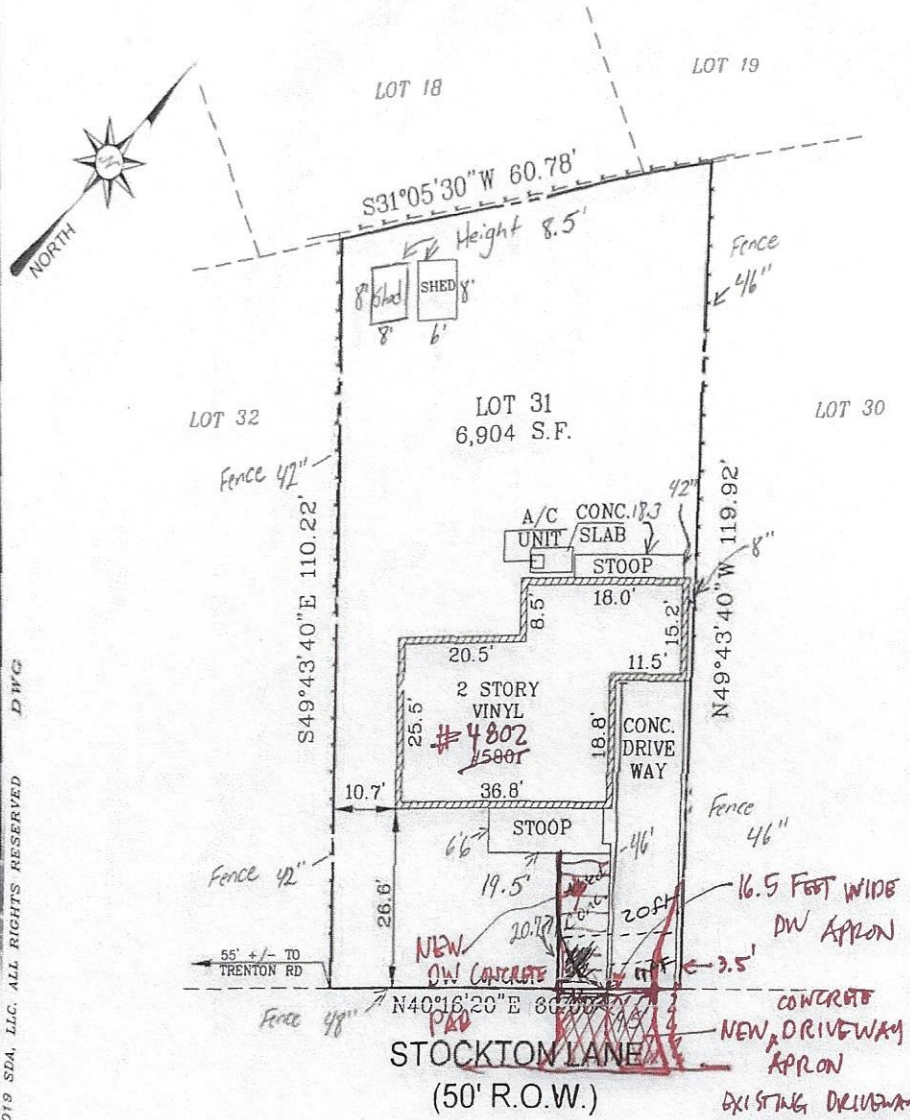 LOT 18
LOT 19
NORTH
S31°05'30"W 60.78'
Height 8.5'
Fence
46"
8' Shed
8'
SHED 8'
6'
LOT 31
6,904 S.F.
LOT 32
LOT 30
Fence 42"
S49°43'40"E 110.22'
N49°43'40"W 119.92'
42"
A/C
UNIT
CONC.
SLAB
18.3
STOOP
8"
18.0'
8.5'
15.2'
20.5'
11.5'
2 STORY
VINYL
#4802
25.5'
18.8'
CONC.
DRIVE
WAY
10.7'
36.8'
STOOP
6'6
46'
Fence
46"
Fence 42"
19.5'
26.6'
20ft
16.5 FEET WIDE
DW APRON
NEW
DW CONCRETE
PAD
3.5'
55' +/- TO
TRENTON RD
N40°16'20"E
Fence 48"
CONCRETE
NEW DRIVEWAY
APRON
STOCKTON LANE
(50' R.O.W.)
EXISTING DRIVEWAY
019 SDA, LLC. ALL RIGHTS RESERVED DWG